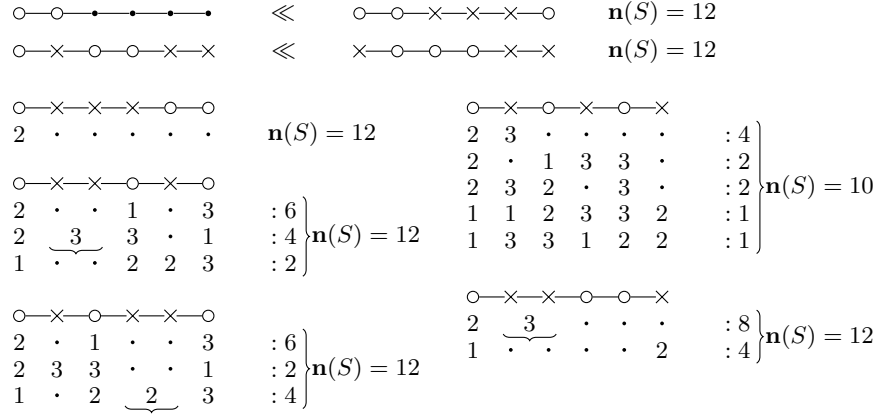 ○—○—•—•—•—• ≪ ○—○—×—×—×—○ n(S) = 12
○—×—○—○—×—× ≪ ×—○—○—○—×—× n(S) = 12
○—×—×—×—○—○
2 · · · · · n(S) = 12
○—×—×—○—×—○
2 · · 1 · 3 : 6
2 3 3 · 1 : 4
1 · · 2 2 3 : 2
n(S) = 12
○—×—○—×—×—○
2 · 1 · · 3 : 6
2 3 3 · · 1 : 2
1 · 2 2 3 : 4
n(S) = 12
○—×—○—×—○—×
2 3 · · · · : 4
2 · 1 3 3 · : 2
2 3 2 · 3 · : 2
1 1 2 3 3 2 : 1
1 3 3 1 2 2 : 1
n(S) = 10
○—×—×—○—○—×
2 3 · · · : 8
1 · · · · 2 : 4
n(S) = 12